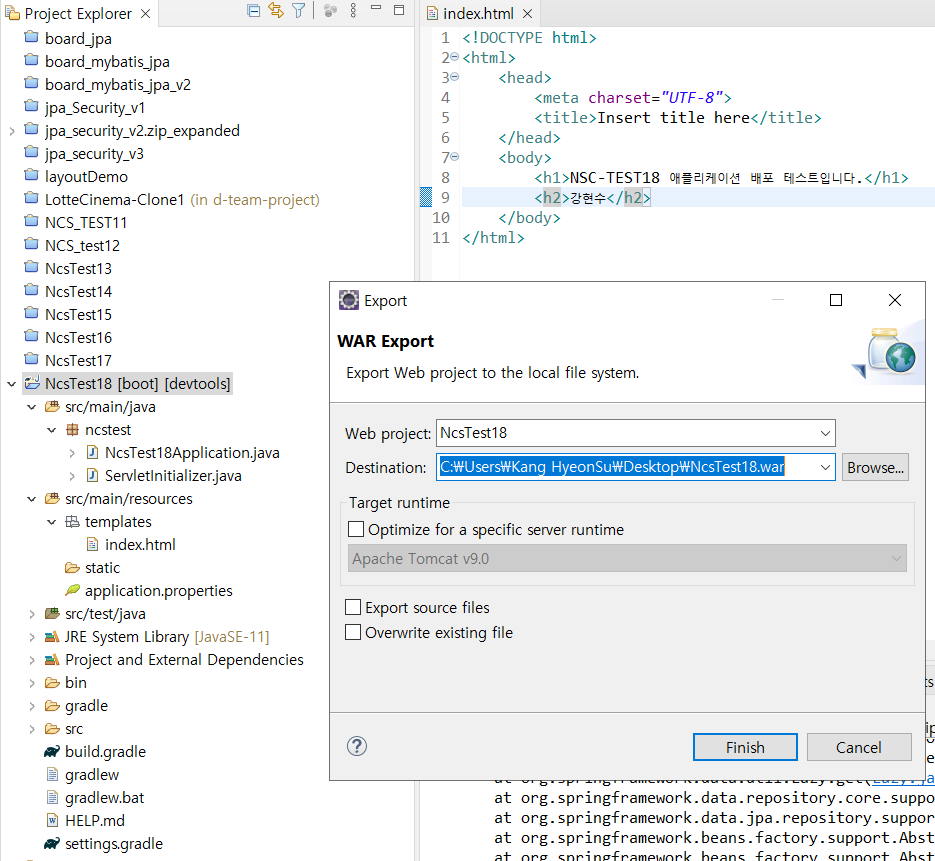 Project Explorer
board_jpa
board_mybatis_jpa
board_mybatis_jpa_v2
jpa_Security_v1
jpa_security_v2.zip_expanded
jpa_security_v3
layoutDemo
LotteCinema-Clone1 (in d-team-project)
NCS_TEST11
NCS_test12
NcsTest13
NcsTest14
NcsTest15
NcsTest16
NcsTest17
NcsTest18 [boot] [devtools]
src/main/java
ncstest
NcsTest18Application.java
ServletInitializer.java
src/main/resources
templates
index.html
static
application.properties
src/test/java
JRE System Library [JavaSE-11]
Project and External Dependencies
bin
gradle
src
build.gradle
gradlew
gradlew.bat
HELP.md
settings.gradle
index.html
1 <!DOCTYPE html>
2 <html>
3 <head>
4 <meta charset="UTF-8">
5 <title>Insert title here</title>
6 </head>
7 <body>
8 <h1>NSC-TEST18 애플리케이션 배포 테스트입니다.</h1>
9 <h2>강현수</h2>
10 </body>
11 </html>
Export
WAR Export
Export Web project to the local file system.
Web project: NcsTest18
Destination: C:₩Users₩Kang HyeonSu₩Desktop₩NcsTest18.war Browse...
Target runtime
Optimize for a specific server runtime
Apache Tomcat v9.0
Export source files
Overwrite existing file
Finish Cancel
at org.springframework.data.repository.core.suppo
at org.springframework.data.jpa.repository.suppor
at org.springframework.beans.factory.support.Abst
at org.springframework.beans.factory.support.Abst